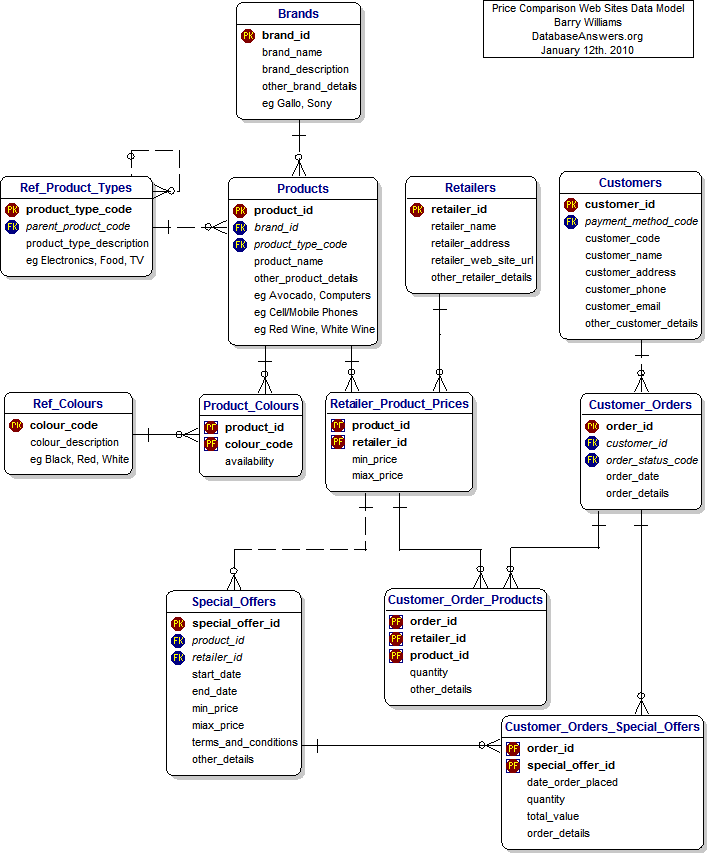 Price Comparison Web Sites Data Model
Barry Williams
DatabaseAnswers.org
January 12th. 2010
Brands
PK brand_id
brand_name
brand_description
other_brand_details
eg Gallo, Sony
Ref_Product_Types
PK product_type_code
FK parent_product_code
product_type_description
eg Electronics, Food, TV
Products
PK product_id
FK brand_id
FK product_type_code
product_name
other_product_details
eg Avocado, Computers
eg Cell/Mobile Phones
eg Red Wine, White Wine
Retailers
PK retailer_id
retailer_name
retailer_address
retailer_web_site_url
other_retailer_details
Customers
PK customer_id
FK payment_method_code
customer_code
customer_name
customer_address
customer_phone
customer_email
other_customer_details
Ref_Colours
PK colour_code
colour_description
eg Black, Red, White
Product_Colours
PF product_id
PF colour_code
availability
Retailer_Product_Prices
PF product_id
PF retailer_id
min_price
miax_price
Customer_Orders
PK order_id
FK customer_id
FK order_status_code
order_date
order_details
Special_Offers
PK special_offer_id
FK product_id
FK retailer_id
start_date
end_date
min_price
miax_price
terms_and_conditions
other_details
Customer_Order_Products
PF order_id
PF retailer_id
PF product_id
quantity
other_details
Customer_Orders_Special_Offers
PF order_id
PF special_offer_id
date_order_placed
quantity
total_value
order_details